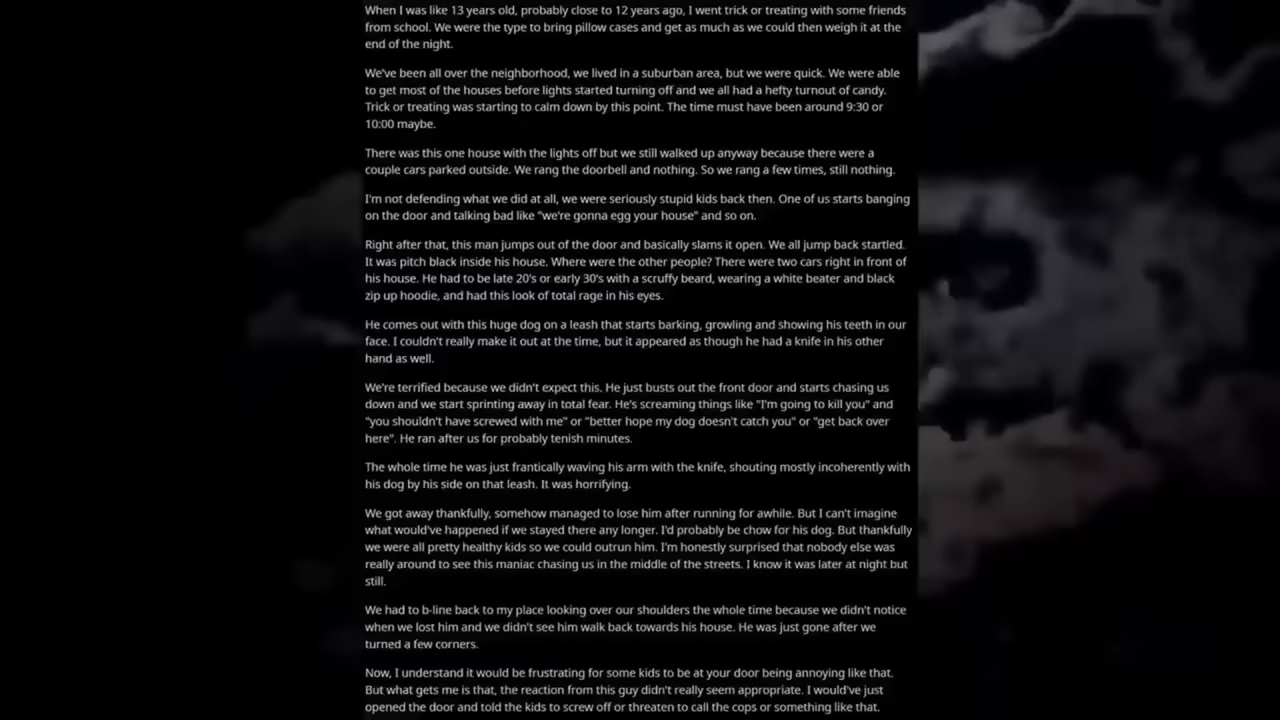 When I was like 13 years old, probably close to 12 years ago, I went trick or treating with some friends
from school. We were the type to bring pillow cases and get as much as we could then weigh it at the
end of the night.
We've been all over the neighborhood, we lived in a suburban area, but we were quick. We were able
to get most of the houses before lights started turning off and we all had a hefty turnout of candy.
Trick or treating was starting to calm down by this point. The time must have been around 9:30 or
10:00 maybe.
There was this one house with the lights off but we still walked up anyway because there were a
couple cars parked outside. We rang the doorbell and nothing. So we rang a few times, still nothing.
I'm not defending what we did at all, we were seriously stupid kids back then. One of us starts banging
on the door and talking bad like "we're gonna egg your house" and so on.
Right after that, this man jumps out of the door and basically slams it open. We all jump back startled.
It was pitch black inside his house. Where were the other people? There were two cars right in front of
his house. He had to be late 20's or early 30's with a scruffy beard, wearing a white beater and black
zip up hoodie, and had this look of total rage in his eyes.
He comes out with this huge dog on a leash that starts barking, growling and showing his teeth in our
face. I couldn't really make it out at the time, but it appeared as though he had a knife in his other
hand as well.
We're terrified because we didn't expect this. He just busts out the front door and starts chasing us
down and we start sprinting away in total fear. He's screaming things like "I'm going to kill you" and
"you shouldn't have screwed with me" or "better hope my dog doesn't catch you" or "get back over
here". He ran after us for probably tenish minutes.
The whole time he was just frantically waving his arm with the knife, shouting mostly incoherently with
his dog by his side on that leash. It was horrifying.
We got away thankfully, somehow managed to lose him after running for awhile. But I can't imagine
what would've happened if we stayed there any longer. I'd probably be chow for his dog. But thankfully
we were all pretty healthy kids so we could outrun him. I'm honestly surprised that nobody else was
really around to see this maniac chasing us in the middle of the streets. I know it was later at night but
still.
We had to b-line back to my place looking over our shoulders the whole time because we didn't notice
when we lost him and we didn't see him walk back towards his house. He was just gone after we
turned a few corners.
Now, I understand it would be frustrating for some kids to be at your door being annoying like that.
But what gets me is that, the reaction from this guy didn't really seem appropriate. I would've just
opened the door and told the kids to screw off or threaten to call the cops or something like that.